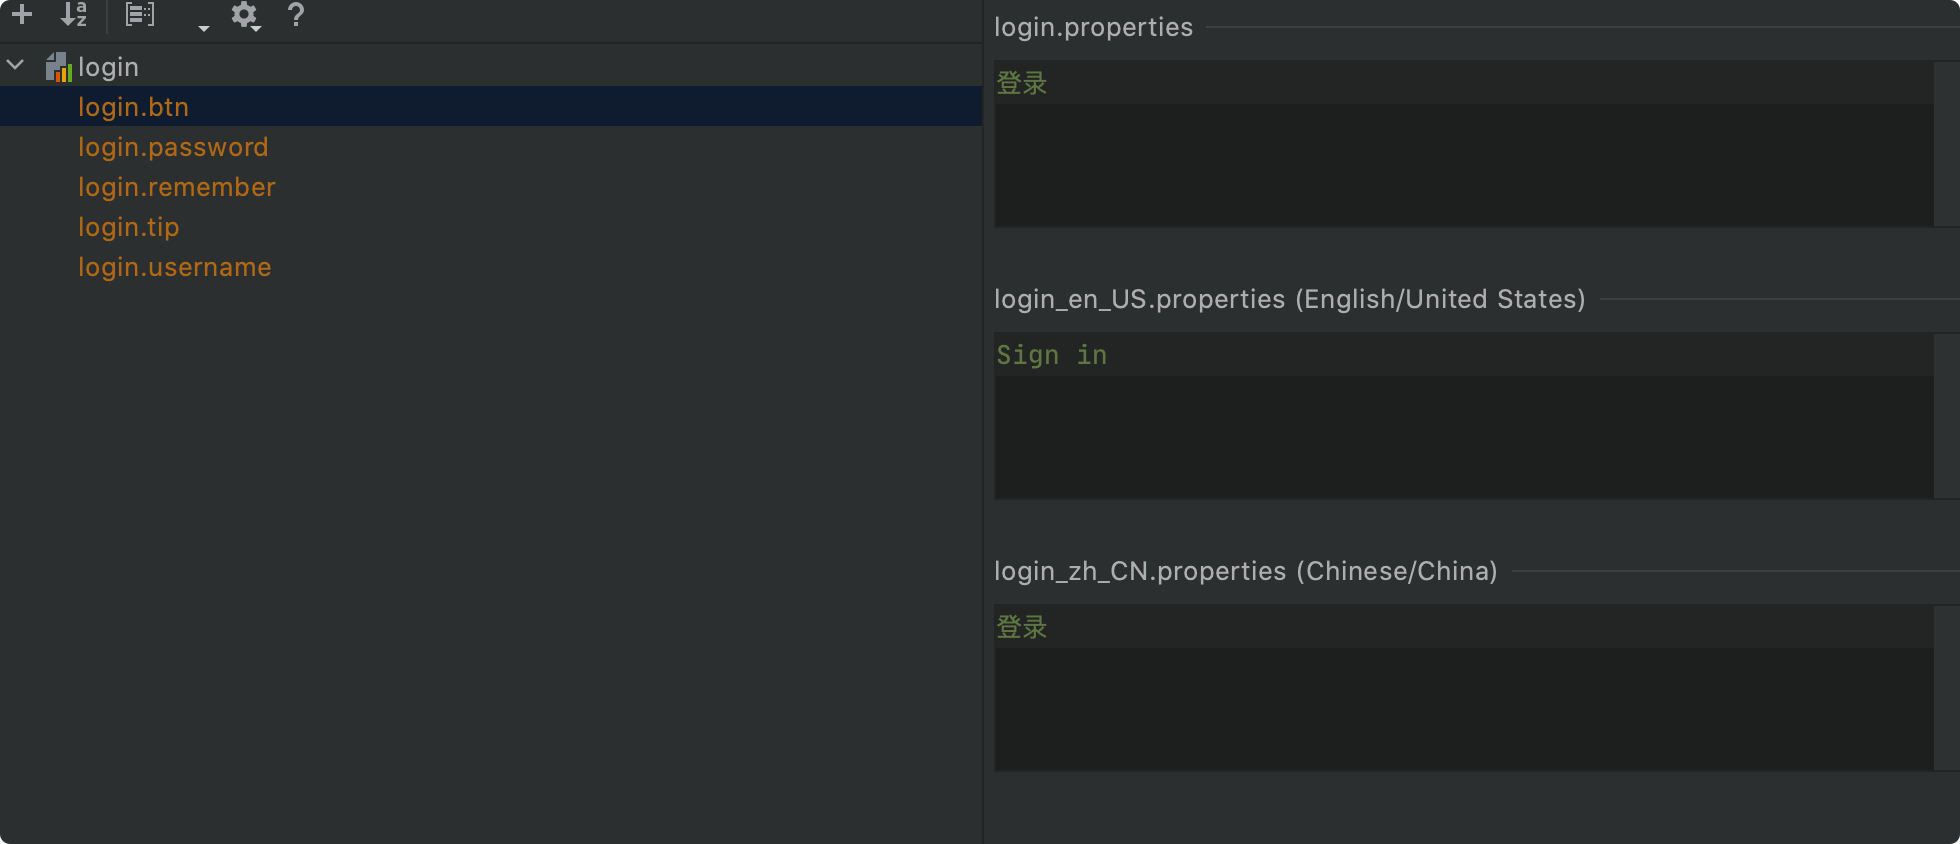 login
login.btn
login.password
login.remember
login.tip
login.username
login.properties
登录
login_en_US.properties (English/United States)
Sign in
login_zh_CN.properties (Chinese/China)
登录